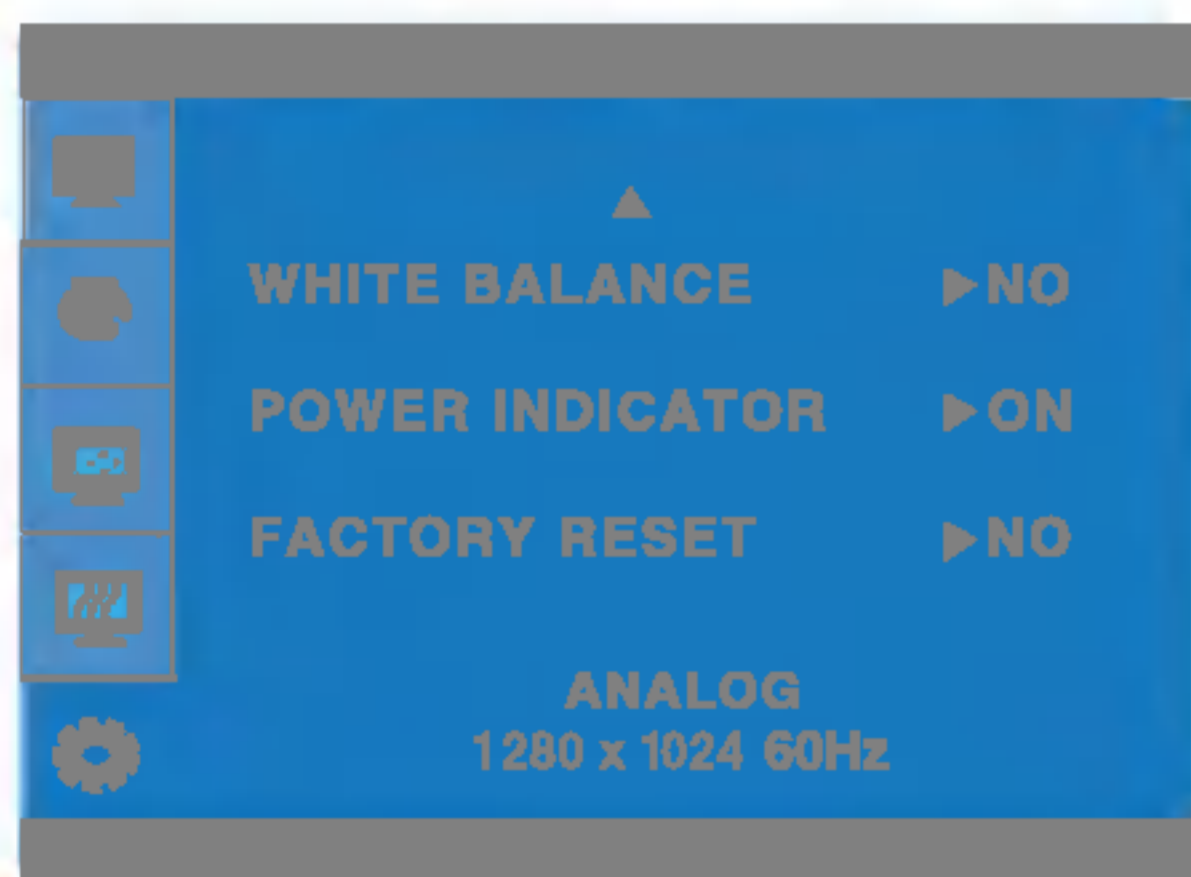 WHITE BALANCE ▶NO
POWER INDICATOR ▶ON
FACTORY RESET ▶NO
ANALOG
1280 x 1024 60Hz